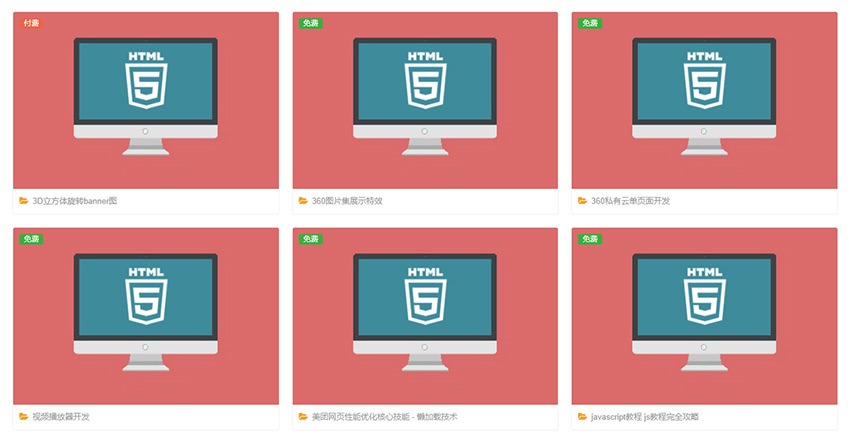 付费
HTML
5
3D立方体旋转banner图
免费
HTML
5
360图片集展示特效
免费
HTML
5
360私有云单页面开发
免费
HTML
5
视频播放器开发
免费
HTML
5
美团网页性能优化核心技能 - 懒加载技术
免费
HTML
5
javascript教程 js教程完全攻略